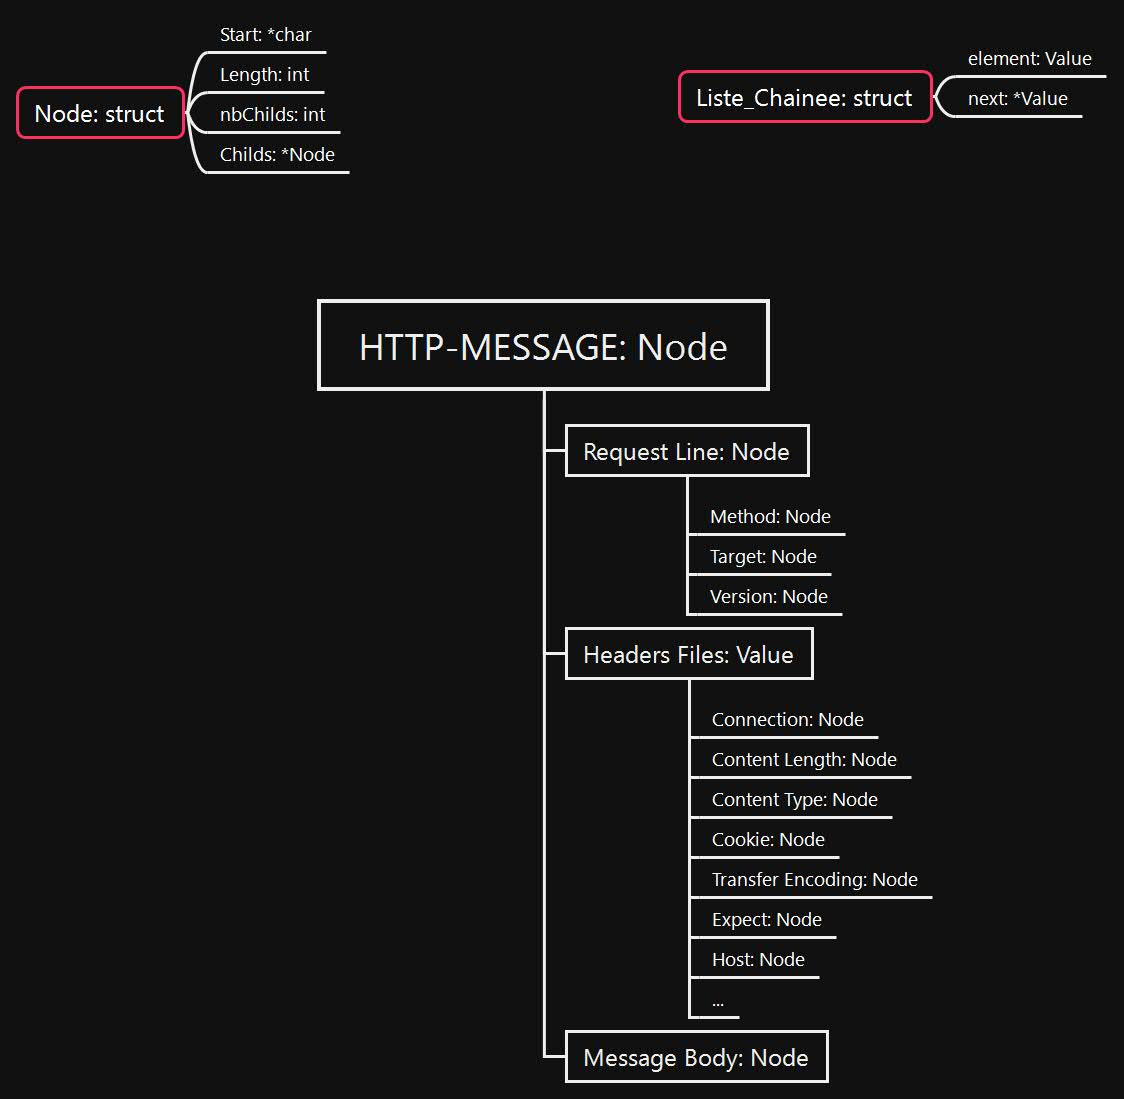 Node: struct
Start: *char
Length: int
nbChilds: int
Childs: *Node
Liste_Chainee: struct
element: Value
next: *Value
HTTP-MESSAGE: Node
Request Line: Node
Method: Node
Target: Node
Version: Node
Headers Files: Value
Connection: Node
Content Length: Node
Content Type: Node
Cookie: Node
Transfer Encoding: Node
Expect: Node
Host: Node
...
Message Body: Node